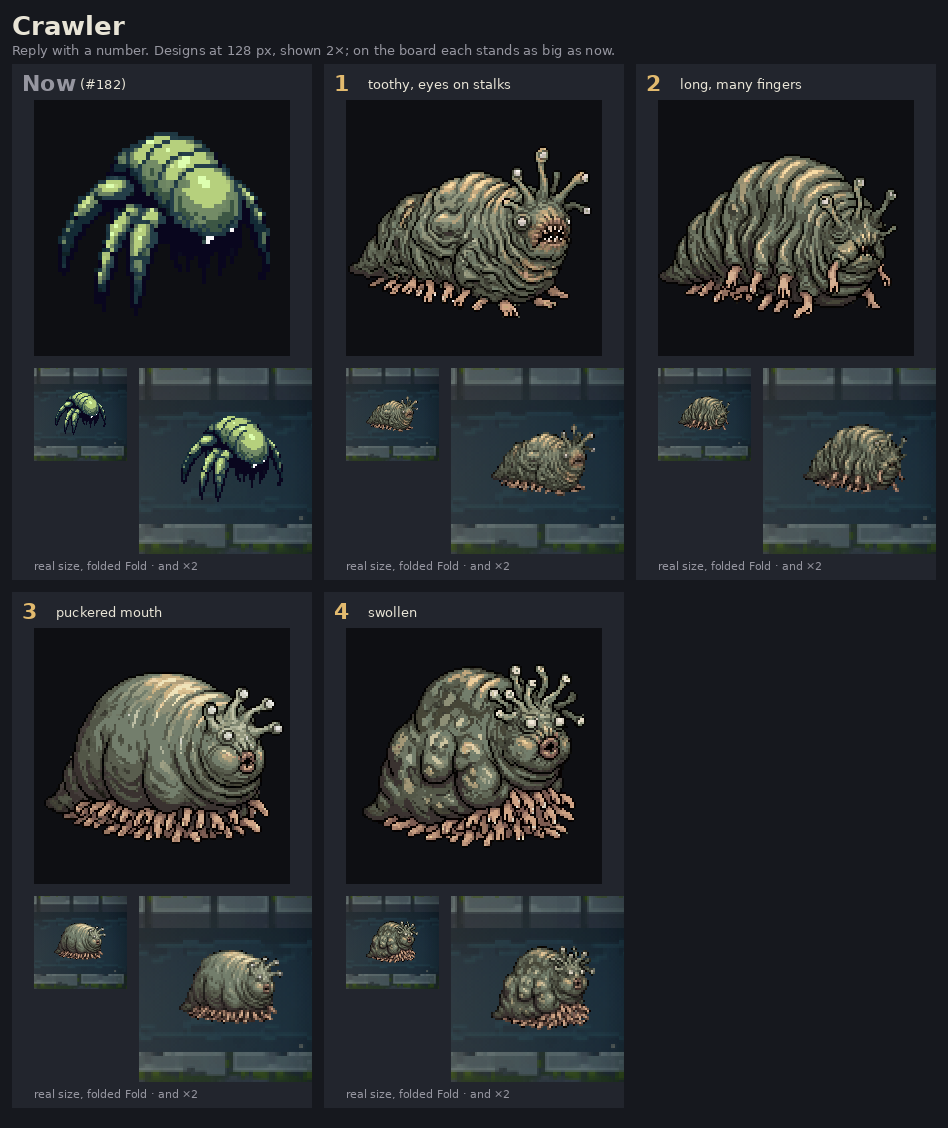 Crawler
Reply with a number. Designs at 128 px, shown 2×; on the board each stands as big as now.
Now (#182)
1 toothy, eyes on stalks
2 long, many fingers
real size, folded Fold · and ×2
real size, folded Fold · and ×2
real size, folded Fold · and ×2
3 puckered mouth
4 swollen
real size, folded Fold · and ×2
real size, folded Fold · and ×2